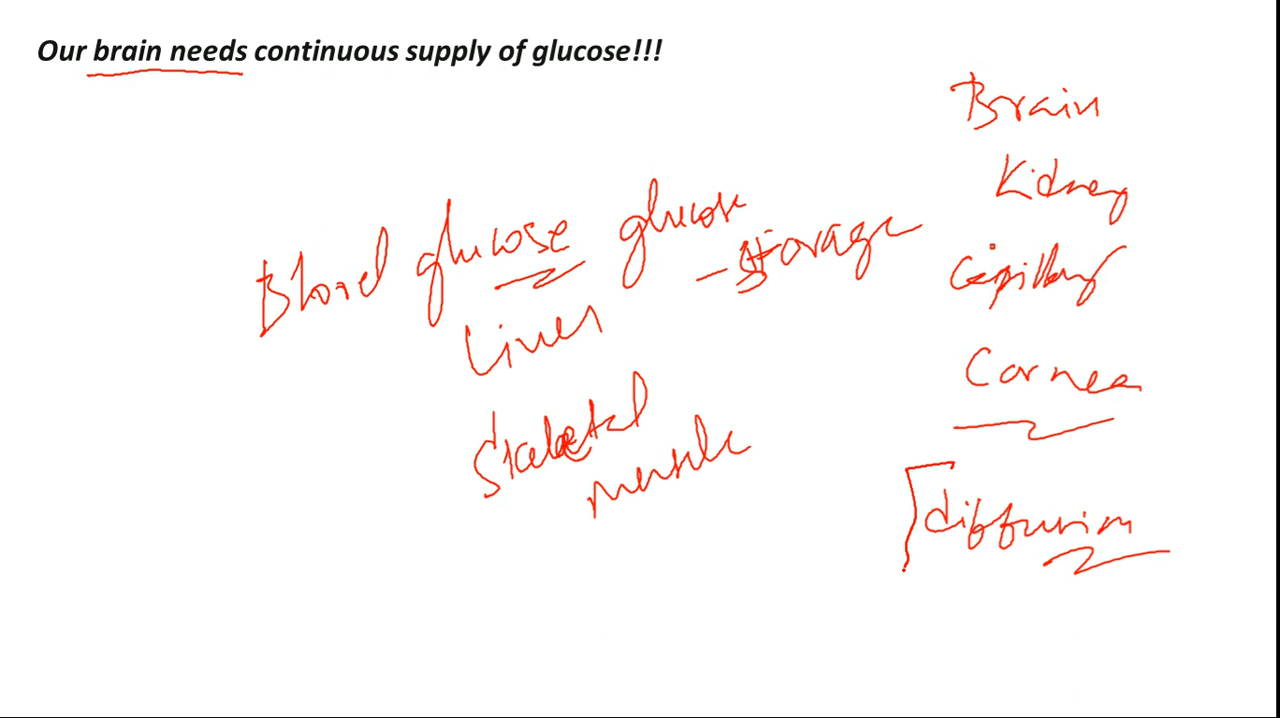 Our brain needs continuous supply of glucose!!!
Brain
Kidney
Capillary
Cornea
diffusion
Blood glucose
Liver
Skeletal
muscle
glucose
- storage